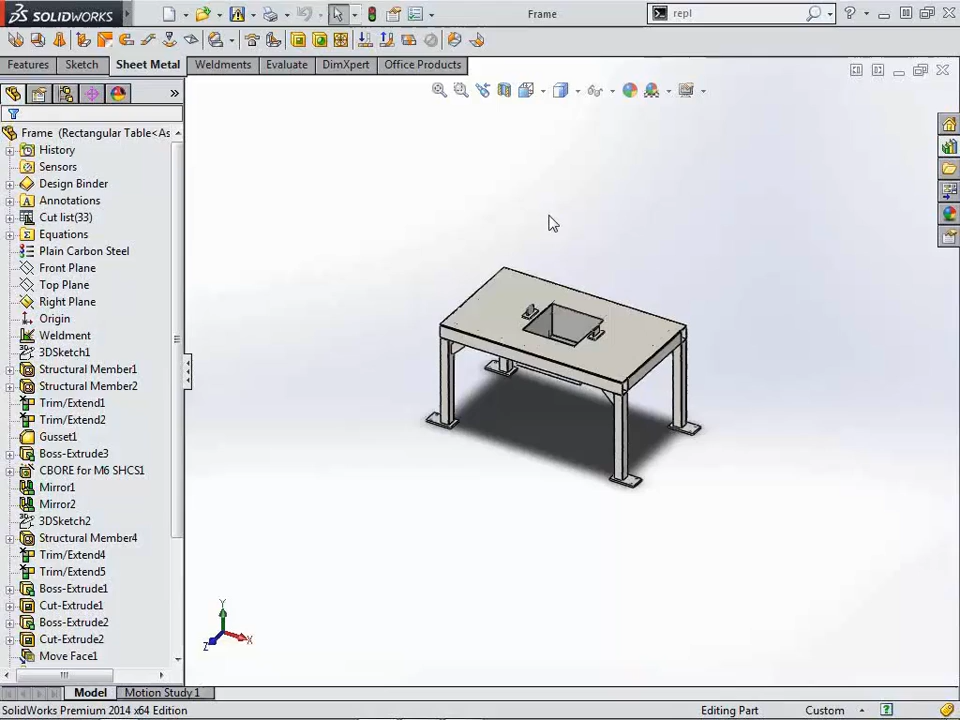 SOLIDWORKS
Frame
repl
Features
Sketch
Sheet Metal
Weldments
Evaluate
DimXpert
Office Products
Frame (Rectangular Table<As
History
Sensors
Design Binder
Annotations
Cut list(33)
Equations
Plain Carbon Steel
Front Plane
Top Plane
Right Plane
Origin
Weldment
3DSketch1
Structural Member1
Structural Member2
Trim/Extend1
Trim/Extend2
Gusset1
Boss-Extrude3
CBORE for M6 SHCS1
Mirror1
Mirror2
3DSketch2
Structural Member4
Trim/Extend4
Trim/Extend5
Boss-Extrude1
Cut-Extrude1
Boss-Extrude2
Cut-Extrude2
Move Face1
Y
X
Z
Model
Motion Study 1
SolidWorks Premium 2014 x64 Edition
Editing Part
Custom